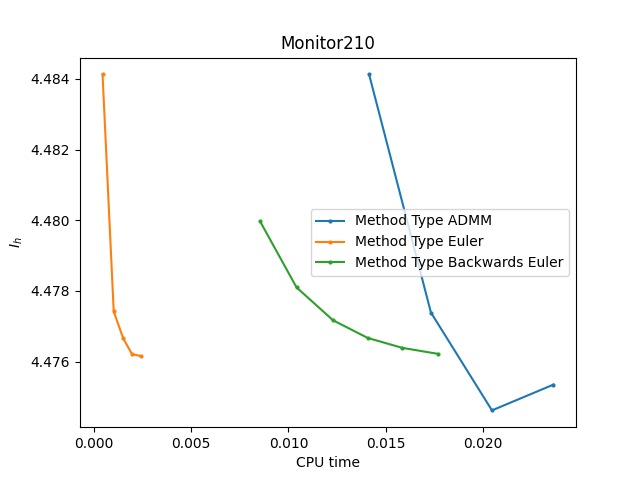 Monitor210
4.484
4.482
4.480
4.478
4.476
I_h
Method Type ADMM
Method Type Euler
Method Type Backwards Euler
0.000 0.005 0.010 0.015 0.020
CPU time